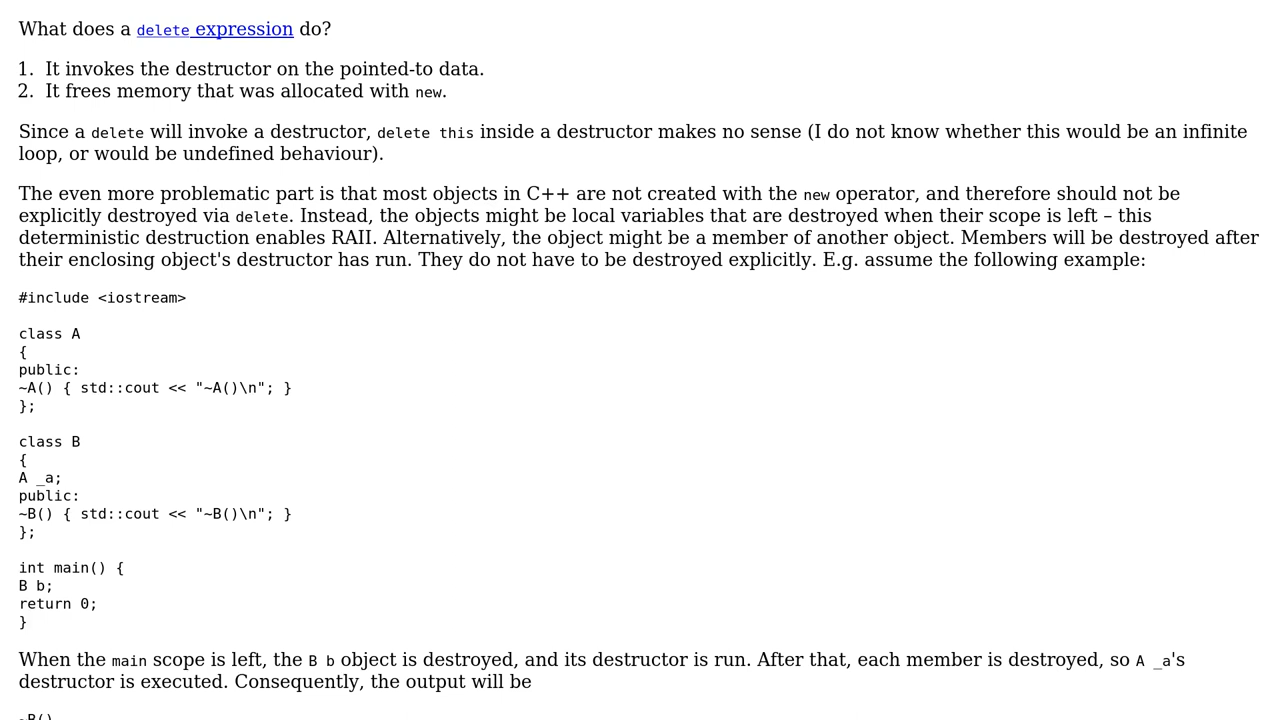 What does a delete expression do?
1. It invokes the destructor on the pointed-to data.
2. It frees memory that was allocated with new.
Since a delete will invoke a destructor, delete this inside a destructor makes no sense (I do not know whether this would be an infinite
loop, or would be undefined behaviour).
The even more problematic part is that most objects in C++ are not created with the new operator, and therefore should not be
explicitly destroyed via delete. Instead, the objects might be local variables that are destroyed when their scope is left – this
deterministic destruction enables RAII. Alternatively, the object might be a member of another object. Members will be destroyed after
their enclosing object's destructor has run. They do not have to be destroyed explicitly. E.g. assume the following example:
#include <iostream>
class A
{
public:
~A() { std::cout << "~A()\n"; }
};
class B
{
A _a;
public:
~B() { std::cout << "~B()\n"; }
};
int main() {
B b;
return 0;
}
When the main scope is left, the B b object is destroyed, and its destructor is run. After that, each member is destroyed, so A _a's
destructor is executed. Consequently, the output will be
~B()